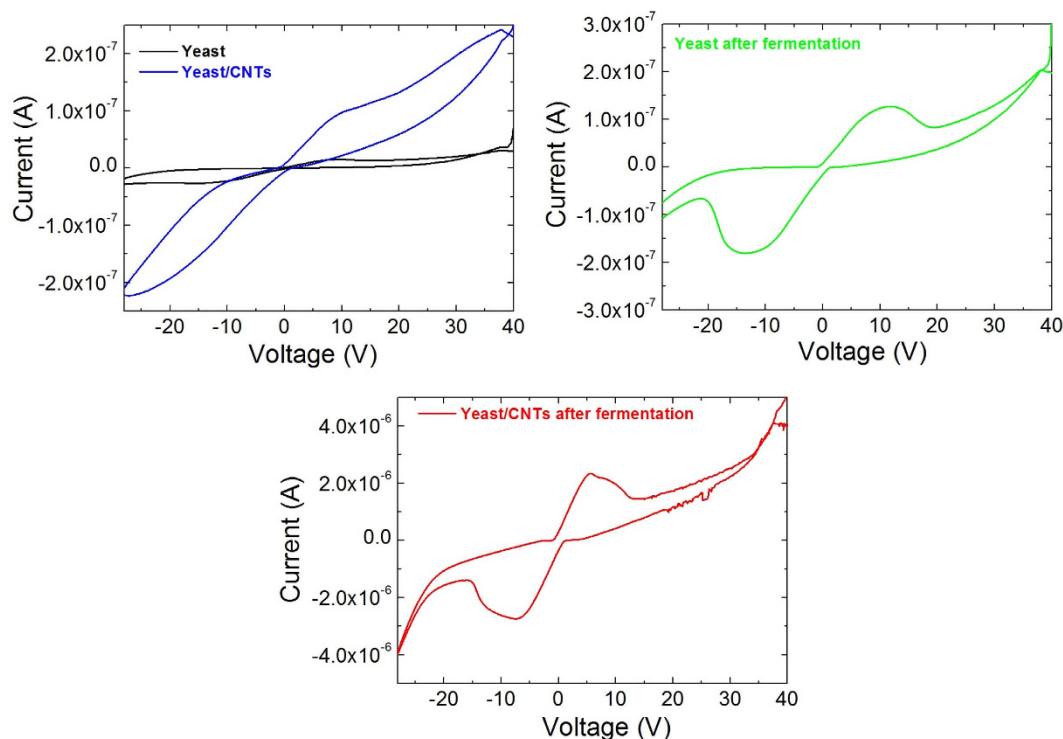 Yeast
Yeast/CNTs
2.0x10⁻⁷
1.0x10⁻⁷
0.0
-1.0x10⁻⁷
-2.0x10⁻⁷
Current (A)
-20 -10 0 10 20 30 40
Voltage (V)
Yeast after fermentation
3.0x10⁻⁷
2.0x10⁻⁷
1.0x10⁻⁷
0.0
-1.0x10⁻⁷
-2.0x10⁻⁷
-3.0x10⁻⁷
Current (A)
-20 -10 0 10 20 30 40
Voltage (V)
Yeast/CNTs after fermentation
4.0x10⁻⁶
2.0x10⁻⁶
0.0
-2.0x10⁻⁶
-4.0x10⁻⁶
Current (A)
-20 -10 0 10 20 30 40
Voltage (V)